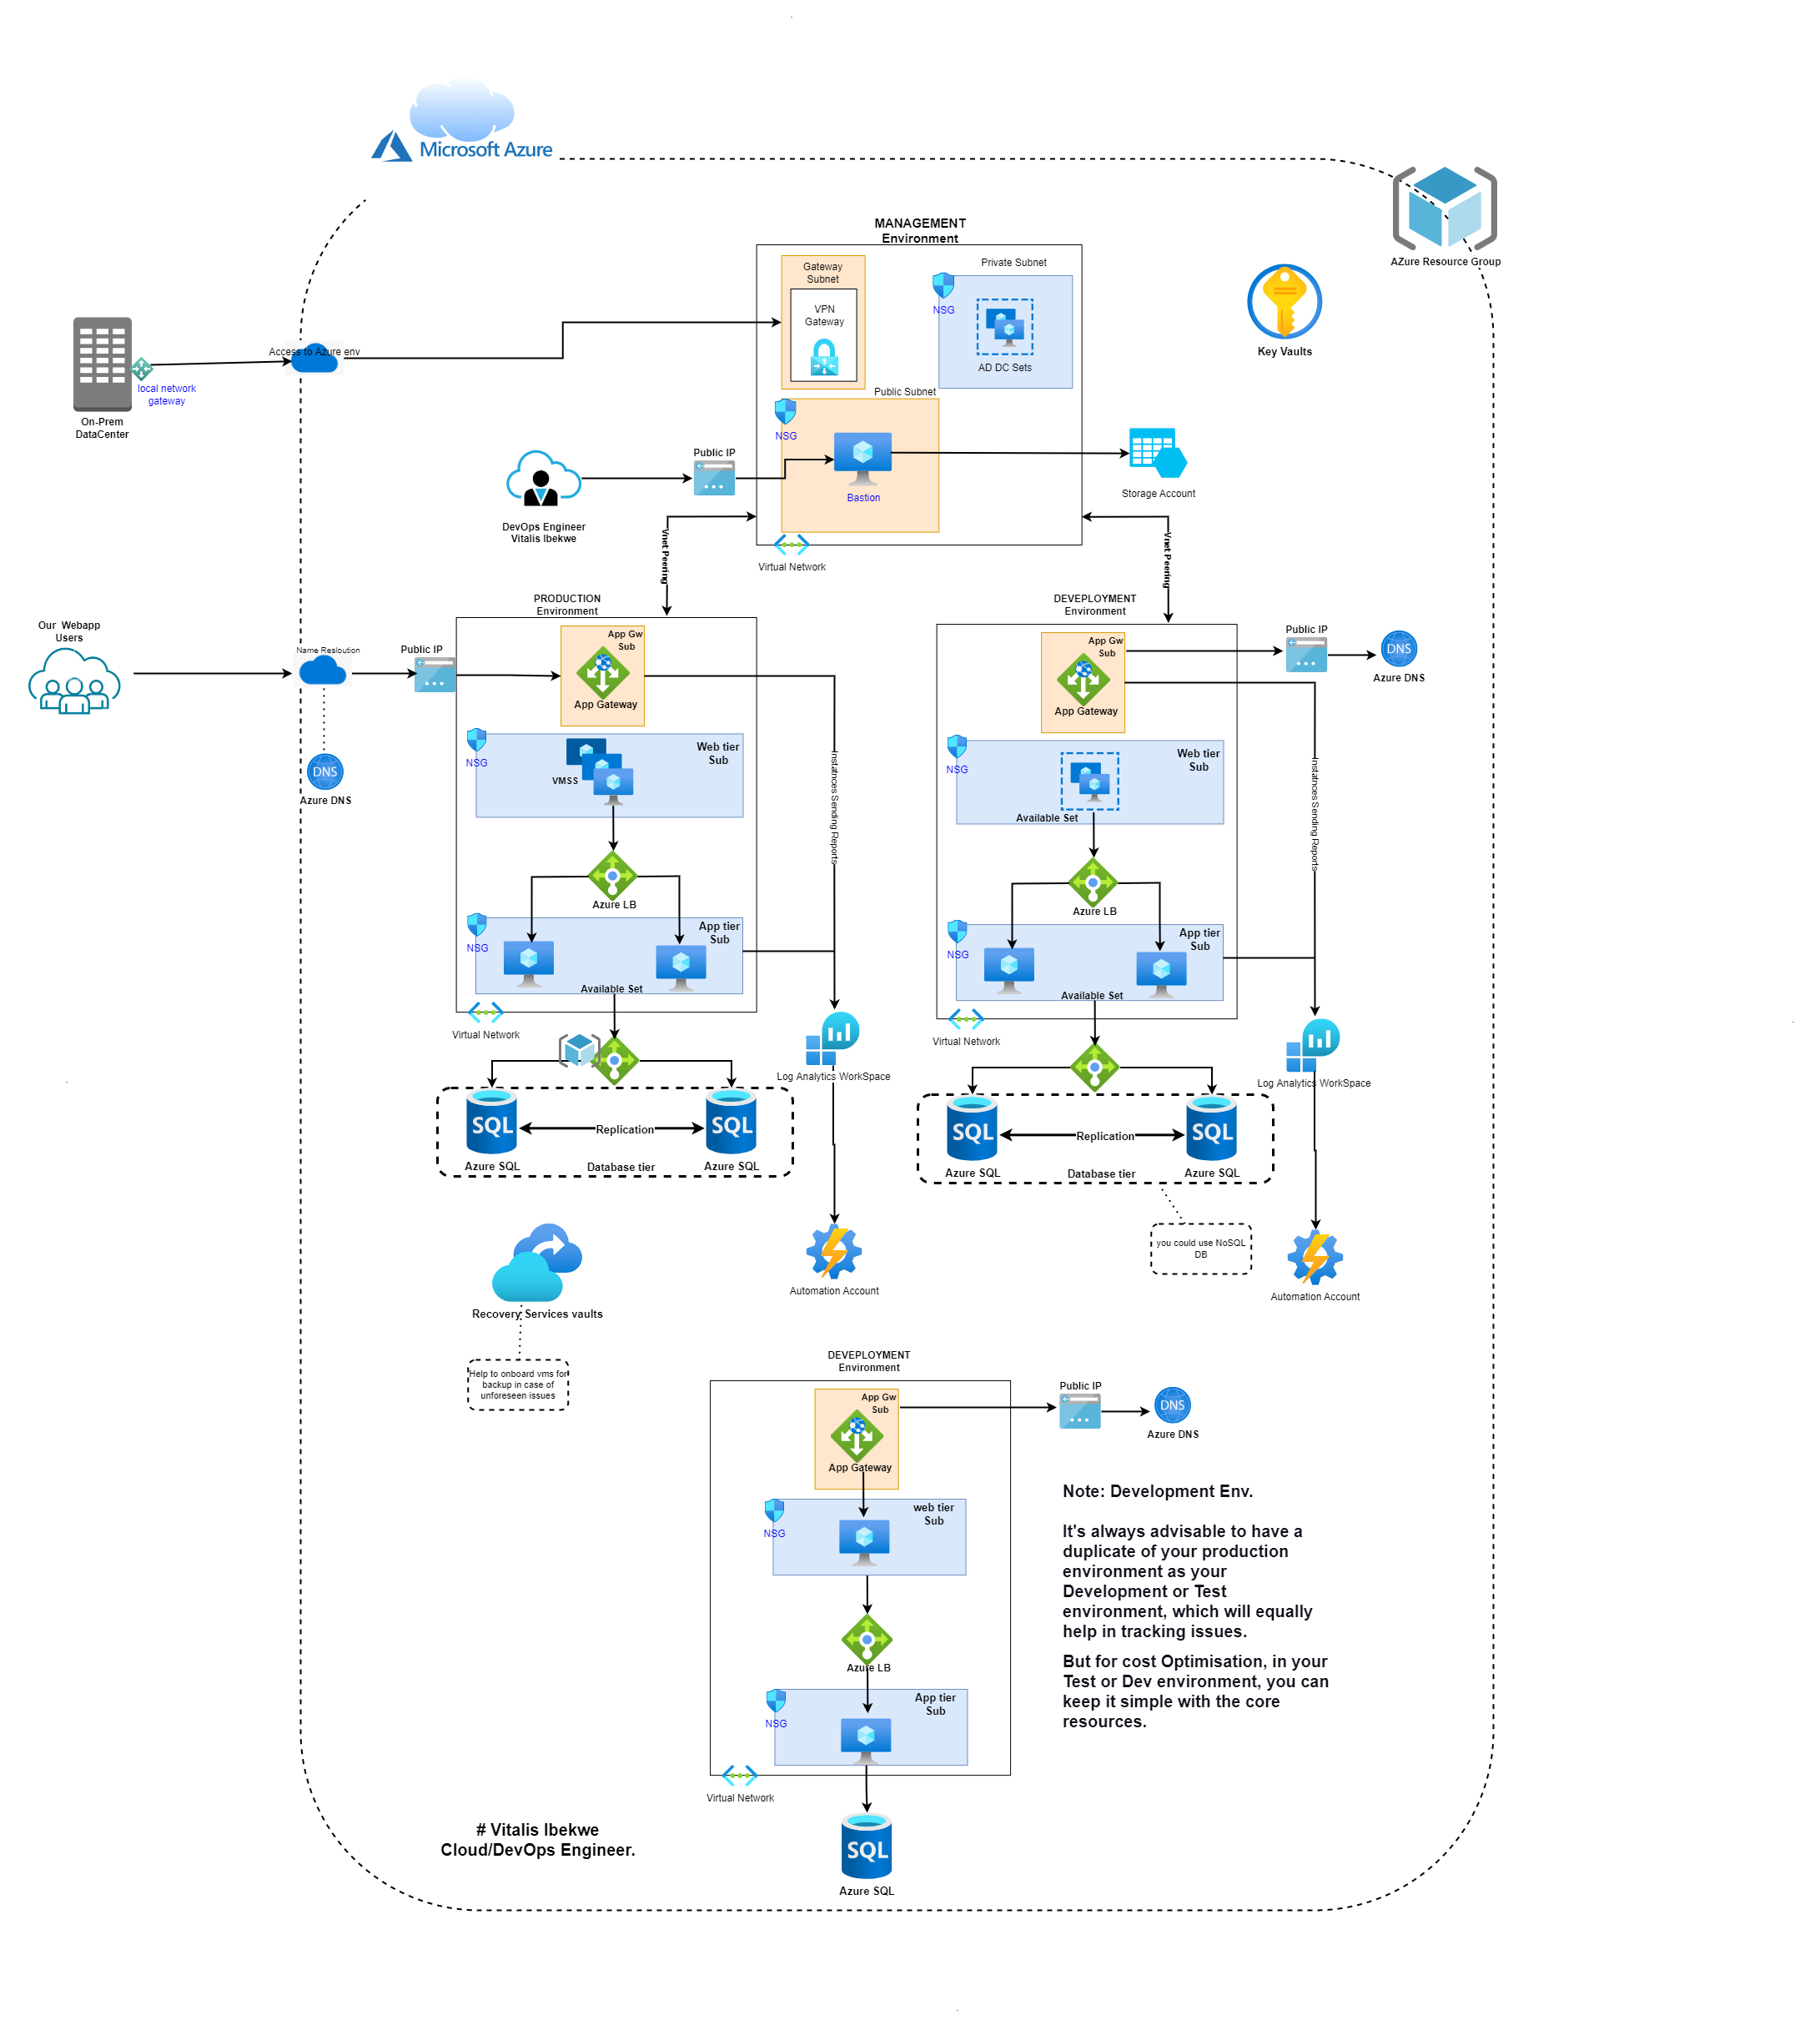 Microsoft Azure
AZure Resource Group
MANAGEMENT
Environment
Gateway
Subnet
VPN
Gateway
Private Subnet
NSG
AD DC Sets
Key Vaults
Access to Azure env
local network
gateway
On-Prem
DataCenter
Public Subnet
NSG
Bastion
Public IP
DevOps Engineer
Vitalis Ibekwe
Storage Account
Virtual Network
Vnet Peering
Vnet Peering
Our Webapp
Users
Name Resloution
Azure DNS
DNS
Public IP
PRODUCTION
Environment
App Gw
Sub
App Gateway
NSG
Web tier
Sub
VMSS
Azure LB
NSG
App tier
Sub
Available Set
Virtual Network
Instatnces Sending Reports
Log Analytics WorkSpace
SQL
Azure SQL
Replication
SQL
Azure SQL
Database tier
Automation Account
DEVEPLOYMENT
Environment
App Gw
Sub
App Gateway
Public IP
DNS
Azure DNS
NSG
Web tier
Sub
Available Set
Azure LB
NSG
App tier
Sub
Available Set
Virtual Network
Instatnces Sending Reports
Log Analytics WorkSpace
SQL
Azure SQL
Replication
SQL
Azure SQL
Database tier
you could use NoSQL
DB
Automation Account
Recovery Services vaults
Help to onboard vms for
backup in case of
unforeseen issues
DEVEPLOYMENT
Environment
App Gw
Sub
App Gateway
Public IP
DNS
Azure DNS
NSG
web tier
Sub
Azure LB
NSG
App tier
Sub
Virtual Network
SQL
Azure SQL
Note: Development Env.
It's always advisable to have a
duplicate of your production
environment as your
Development or Test
environment, which will equally
help in tracking issues.
But for cost Optimisation, in your
Test or Dev environment, you can
keep it simple with the core
resources.
# Vitalis Ibekwe
Cloud/DevOps Engineer.